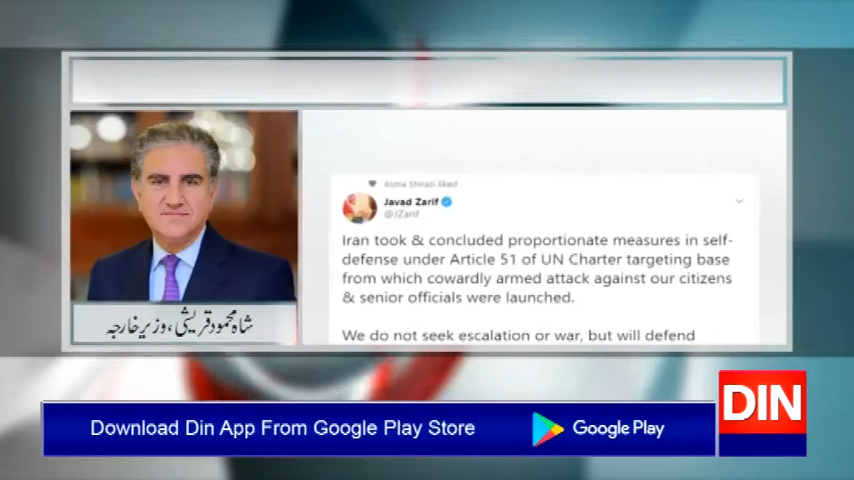 Asma Shirazi liked
Javad Zarif
@JZarif
Iran took & concluded proportionate measures in self-
defense under Article 51 of UN Charter targeting base
from which cowardly armed attack against our citizens
& senior officials were launched.
We do not seek escalation or war, but will defend
شاہ محمود قریشی، وزیر خارجہ
Download Din App From Google Play Store
Google Play
DIN